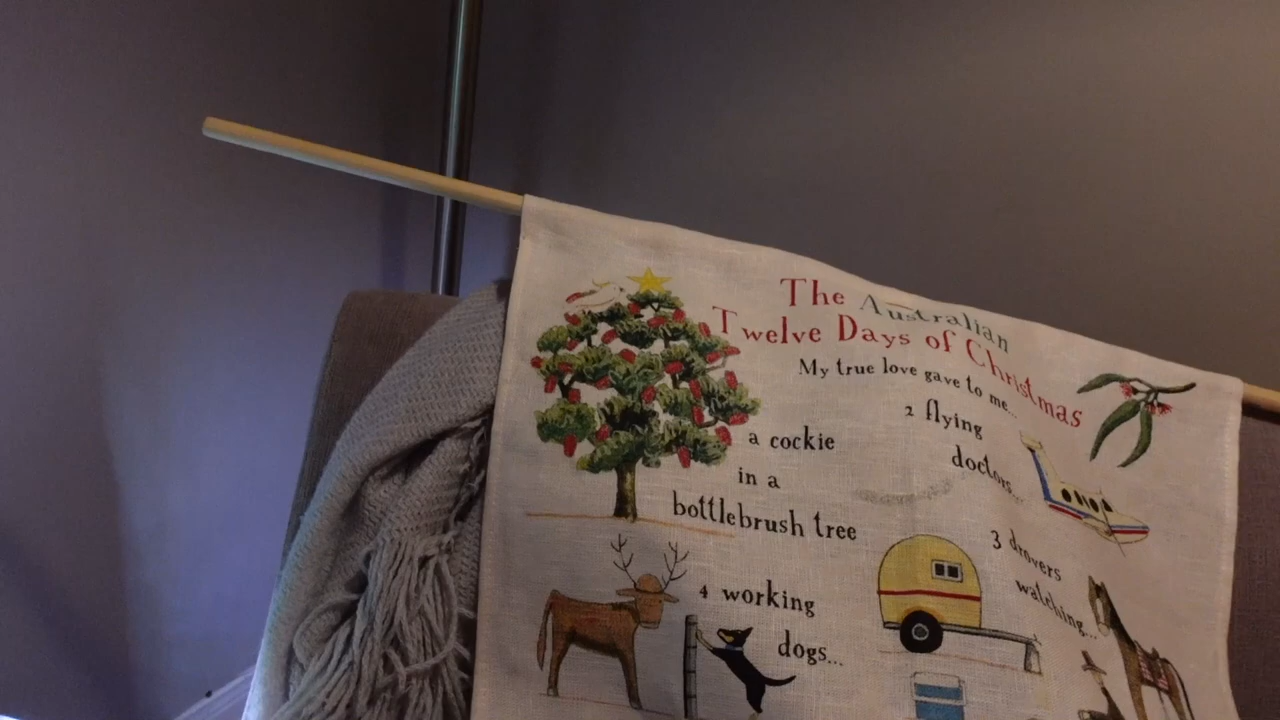 The Australian
Twelve Days of Christmas
My true love gave to me...
a cockie
in a
bottlebrush tree
2 flying
doctors...
3 drovers
watching...
4 working
dogs...